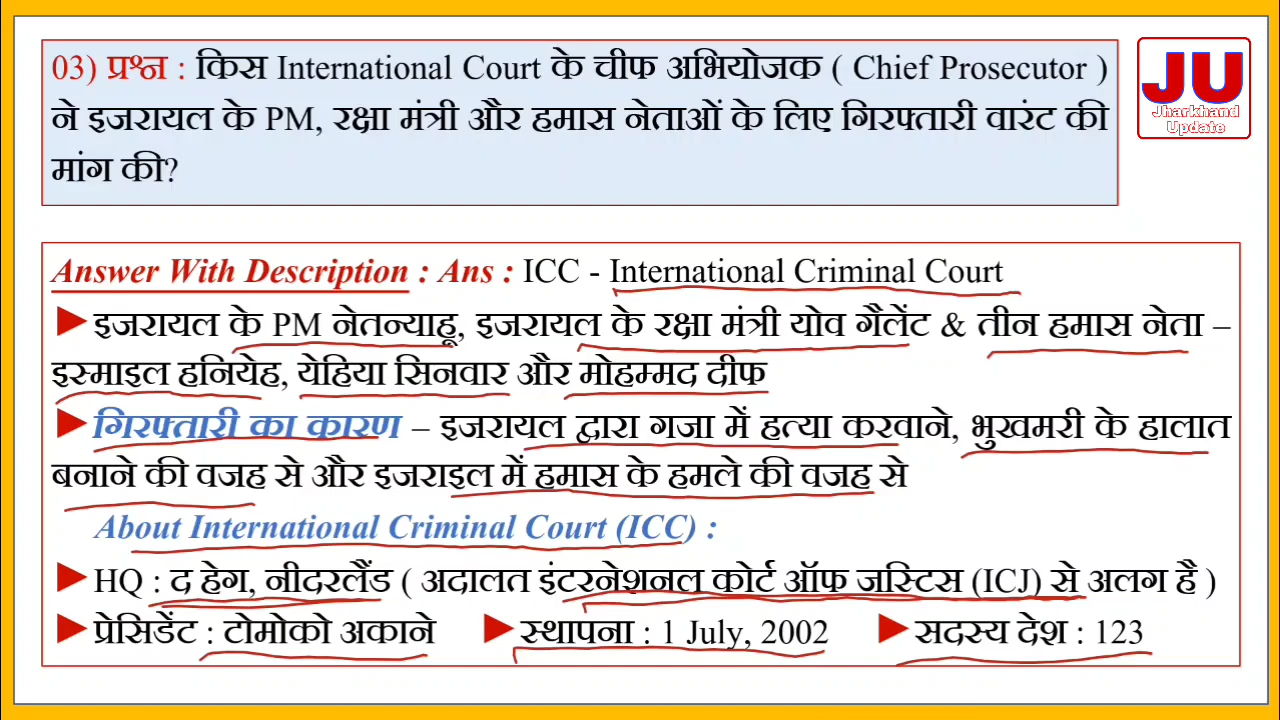 03) प्रश्न : किस International Court के चीफ अभियोजक ( Chief Prosecutor )
ने इजरायल के PM, रक्षा मंत्री और हमास नेताओं के लिए गिरफ्तारी वारंट की
मांग की?
JU
Jharkhand
Update
Answer With Description : Ans : ICC - International Criminal Court
▶इजरायल के PM नेतन्याहू, इजरायल के रक्षा मंत्री योव गैलेंट & तीन हमास नेता –
इस्माइल हनियेह, येहिया सिनवार और मोहम्मद दीफ
▶गिरफ्तारी का कारण – इजरायल द्वारा गजा में हत्या करवाने, भुखमरी के हालात
बनाने की वजह से और इजराइल में हमास के हमले की वजह से
About International Criminal Court (ICC) :
▶HQ : द हेग, नीदरलैंड ( अदालत इंटरनेशनल कोर्ट ऑफ जस्टिस (ICJ) से अलग है )
▶प्रेसिडेंट : टोमोको अकाने ▶स्थापना : 1 July, 2002 ▶सदस्य देश : 123